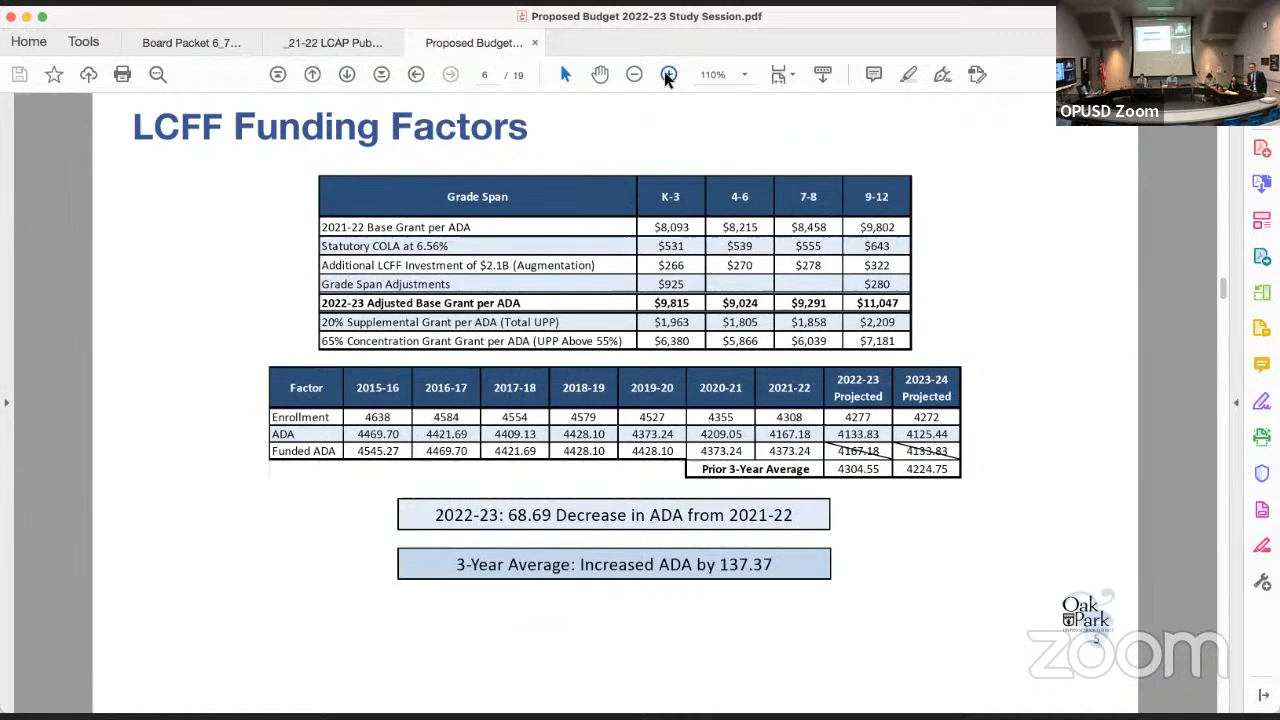 Proposed Budget 2022-23 Study Session.pdf
Home Tools Board Packet 6_7... _21-22 LCAP Pub... Proposed Budget... ×
6 / 19 110%
OPUSD Zoom
LCFF Funding Factors
Grade Span K-3 4-6 7-8 9-12
2021-22 Base Grant per ADA $8,093 $8,215 $8,458 $9,802
Statutory COLA at 6.56% $531 $539 $555 $643
Additional LCFF Investment of $2.1B (Augmentation) $266 $270 $278 $322
Grade Span Adjustments $925 $280
2022-23 Adjusted Base Grant per ADA $9,815 $9,024 $9,291 $11,047
20% Supplemental Grant per ADA (Total UPP) $1,963 $1,805 $1,858 $2,209
65% Concentration Grant Grant per ADA (UPP Above 55%) $6,380 $5,866 $6,039 $7,181
Factor 2015-16 2016-17 2017-18 2018-19 2019-20 2020-21 2021-22 2022-23 Projected 2023-24 Projected
Enrollment 4638 4584 4554 4579 4527 4355 4308 4277 4272
ADA 4469.70 4421.69 4409.13 4428.10 4373.24 4209.05 4167.18 4133.83 4125.44
Funded ADA 4545.27 4469.70 4421.69 4428.10 4428.10 4373.24 4373.24 4167.18 4133.83
Prior 3-Year Average 4304.55 4224.75
2022-23: 68.69 Decrease in ADA from 2021-22
3-Year Average: Increased ADA by 137.37
Oak
Park
5
zoom